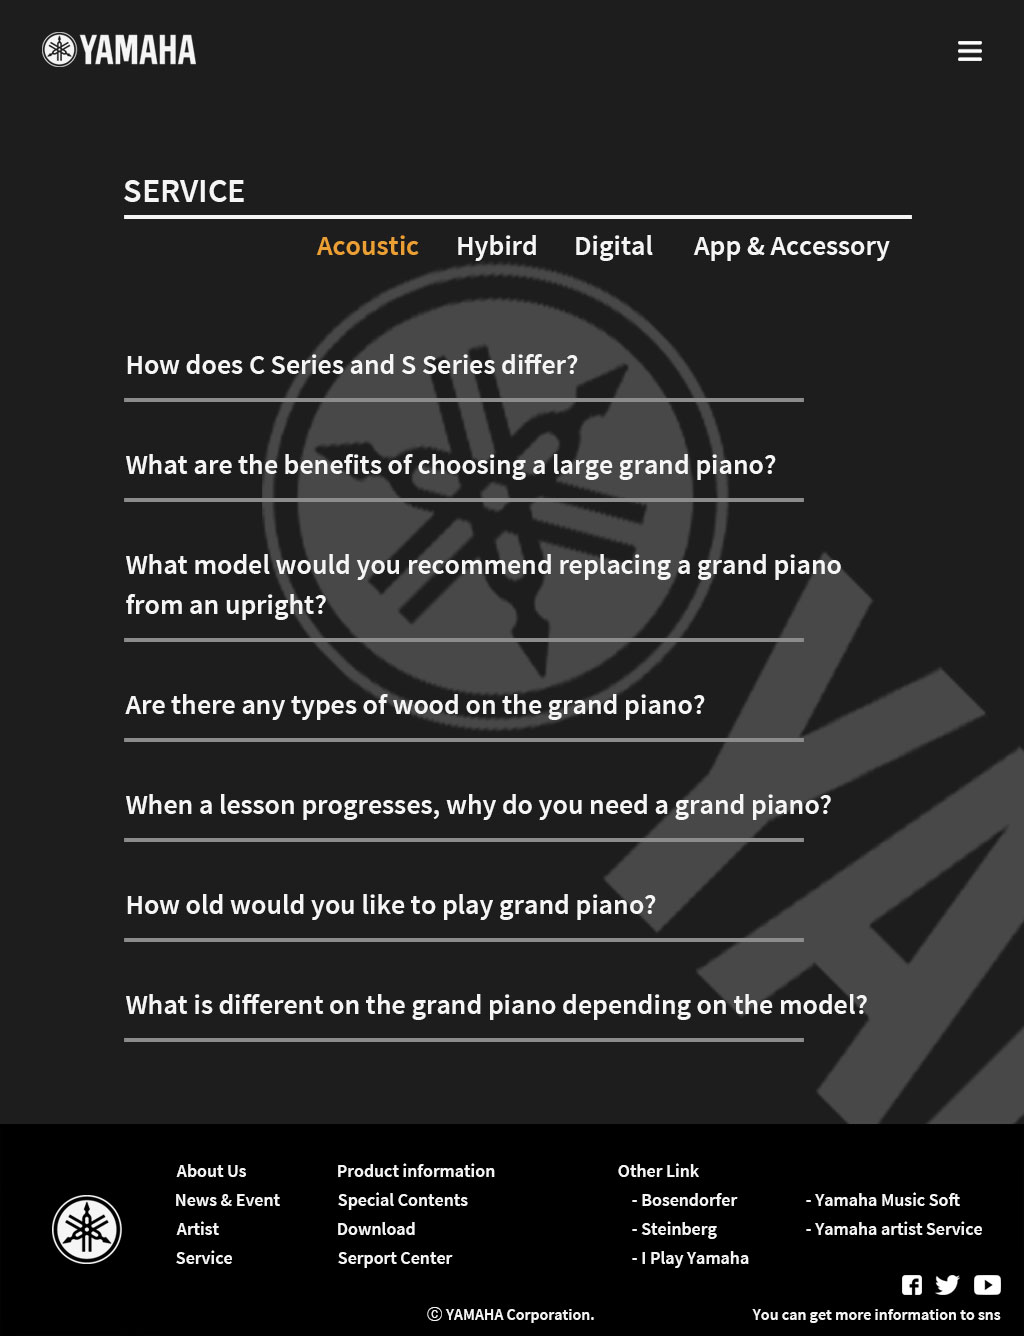 YAMAHA
SERVICE
Acoustic Hybird Digital App & Accessory
How does C Series and S Series differ?
What are the benefits of choosing a large grand piano?
What model would you recommend replacing a grand piano
from an upright?
Are there any types of wood on the grand piano?
When a lesson progresses, why do you need a grand piano?
How old would you like to play grand piano?
What is different on the grand piano depending on the model?
About Us Product information Other Link
News & Event Special Contents - Bosendorfer - Yamaha Music Soft
Artist Download - Steinberg - Yamaha artist Service
Service Serport Center - I Play Yamaha
Ⓒ YAMAHA Corporation. You can get more information to sns